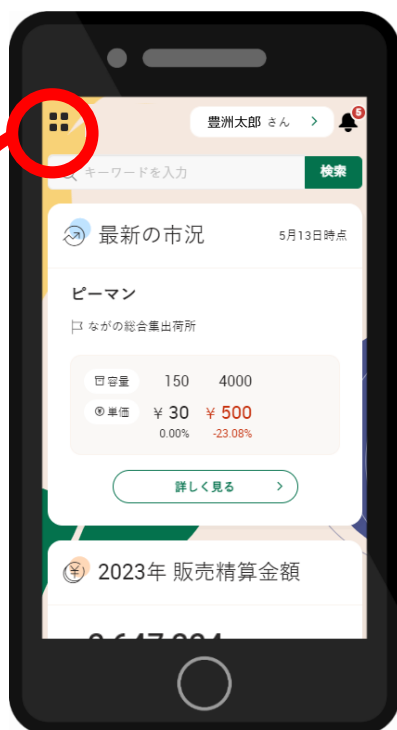 豊洲太郎 さん
5
キーワードを入力
検索
最新の市況
5月13日時点
ピーマン
ながの総合集出荷所
容量 150 4000
単価 ¥ 30 ¥ 500
0.00% -23.08%
詳しく見る
2023年 販売精算金額